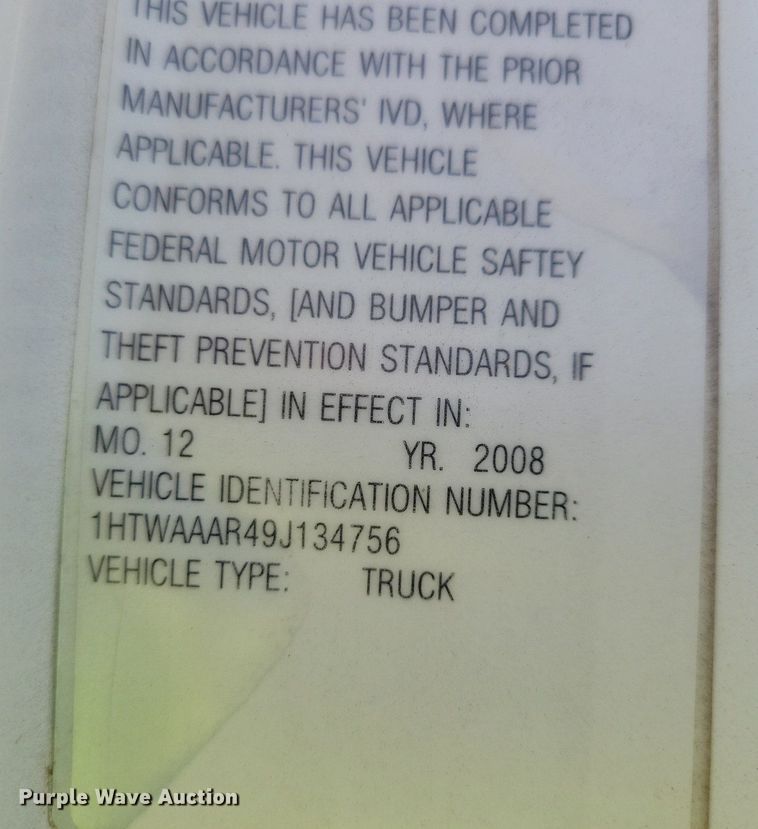 THIS VEHICLE HAS BEEN COMPLETED
IN ACCORDANCE WITH THE PRIOR
MANUFACTURERS' IVD, WHERE
APPLICABLE. THIS VEHICLE
CONFORMS TO ALL APPLICABLE
FEDERAL MOTOR VEHICLE SAFTEY
STANDARDS, [AND BUMPER AND
THEFT PREVENTION STANDARDS, IF
APPLICABLE] IN EFFECT IN:
MO. 12 YR. 2008
VEHICLE IDENTIFICATION NUMBER:
1HTWAAAR49J134756
VEHICLE TYPE: TRUCK
Purple Wave Auction